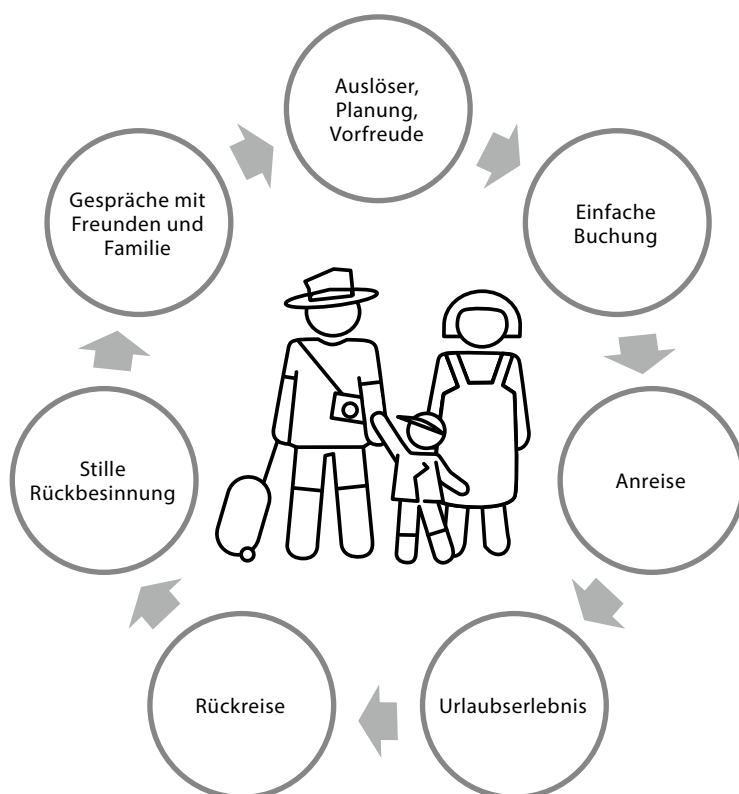 Auslöser,
Planung,
Vorfreude
Einfache
Buchung
Anreise
Urlaubserlebnis
Rückreise
Stille
Rückbesinnung
Gespräche mit
Freunden und
Familie